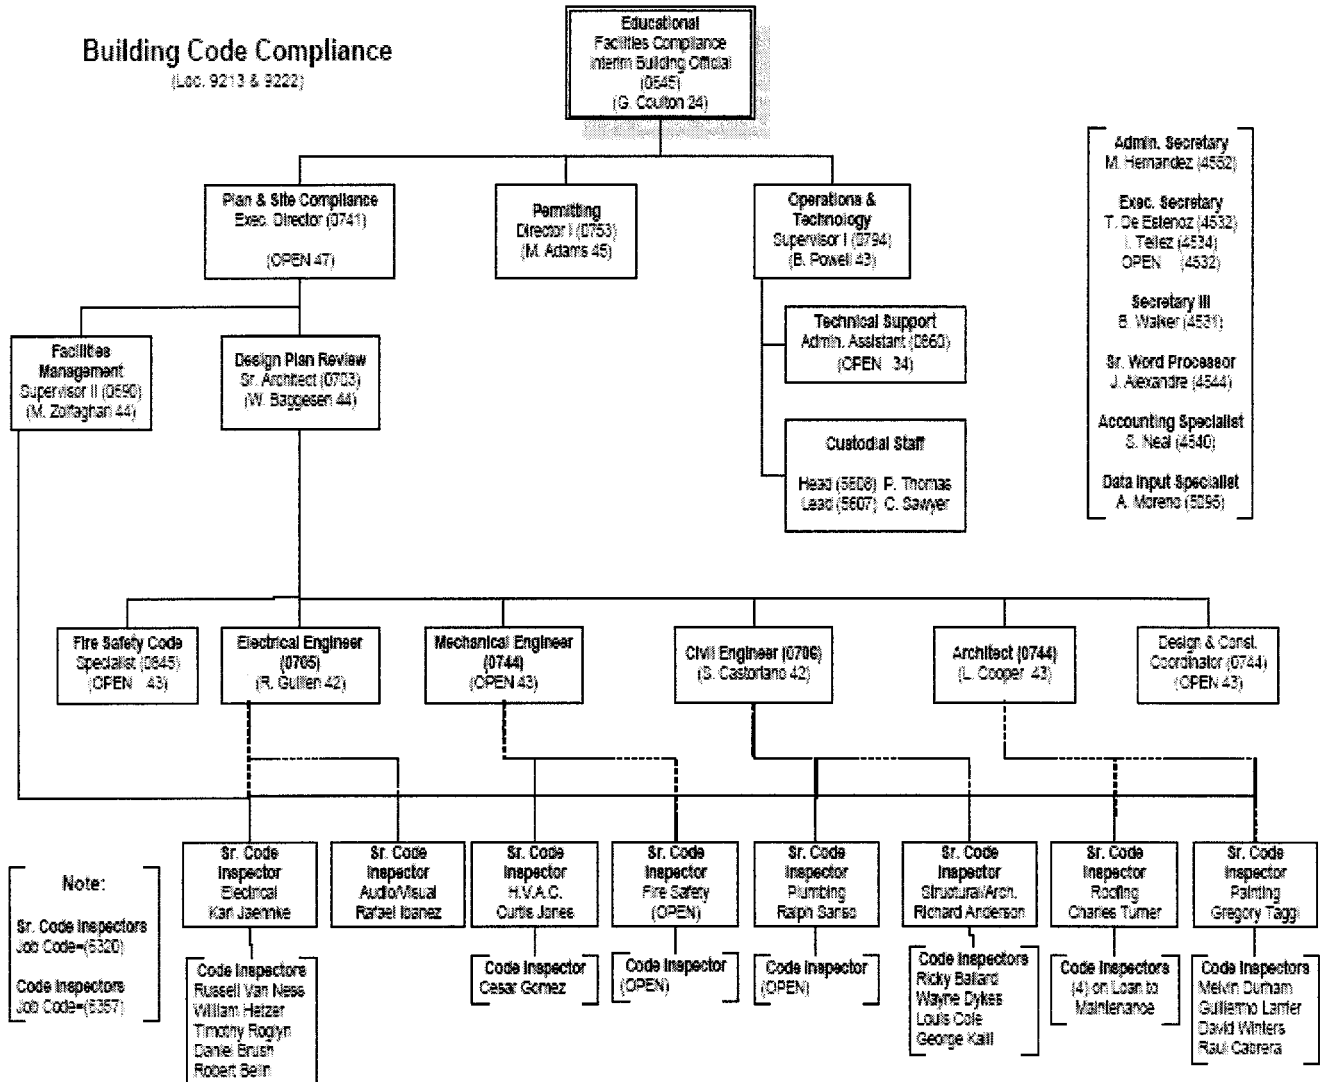 Building Code Compliance
(Loc. 9213 & 9222)
Educational
Facilities Compliance
Interim Building Official
(0845)
(G. Coulton 24)
Plan & Site Compliance
Exec. Director (0741)
(OPEN 47)
Permitting
Director I (0753)
(M. Adams 45)
Operations &
Technology
Supervisor I (0794)
(B. Powell 43)
Admin. Secretary
M. Hernandez (4552)
Exec. Secretary
T. De Estenoz (4532)
I. Tellez (4534)
OPEN (4532)
Secretary III
B. Walker (4531)
Sr. Word Processor
J. Alexandre (4544)
Accounting Specialist
S. Neal (4540)
Data Input Specialist
A. Moreno (5095)
Facilities
Management
Supervisor II (0690)
(M. Zolfaghari 44)
Design Plan Review
Sr. Architect (0703)
(W. Baggesen 44)
Technical Support
Admin. Assistant (0860)
(OPEN 34)
Custodial Staff
Head (5608) P. Thomas
Lead (5607) C. Sawyer
Fire Safety Code
Specialist (0845)
(OPEN 43)
Electrical Engineer
(0705)
(R. Guillen 42)
Mechanical Engineer
(0744)
(OPEN 43)
Civil Engineer (0706)
(S. Castoriano 42)
Architect (0744)
(L. Cooper 43)
Design & Const.
Coordinator (0744)
(OPEN 43)
Sr. Code
Inspector
Electrical
Karl Jaennke
Sr. Code
Inspector
Audio/Visual
Rafael Ibanez
Sr. Code
Inspector
H.V.A.C.
Curtis Jones
Sr. Code
Inspector
Fire Safety
(OPEN)
Sr. Code
Inspector
Plumbing
Ralph Sanso
Sr. Code
Inspector
Structural/Arch.
Richard Anderson
Sr. Code
Inspector
Roofing
Charles Turner
Sr. Code
Inspector
Painting
Gregory Taggi
Note:
Sr. Code Inspectors
Job Code=(6320)
Code Inspectors
Job Code=(6357)
Code Inspectors
Russell Van Ness
William Hetzer
Timothy Roglyn
Daniel Brush
Robert Belin
Code Inspector
Cesar Gomez
Code Inspector
(OPEN)
Code Inspector
(OPEN)
Code Inspectors
Ricky Ballard
Wayne Dykes
Louis Cole
George Kalil
Code Inspectors
(4) on Loan to
Maintenance
Code Inspectors
Melvin Durham
Guillermo Larrier
David Winters
Raul Cabrera